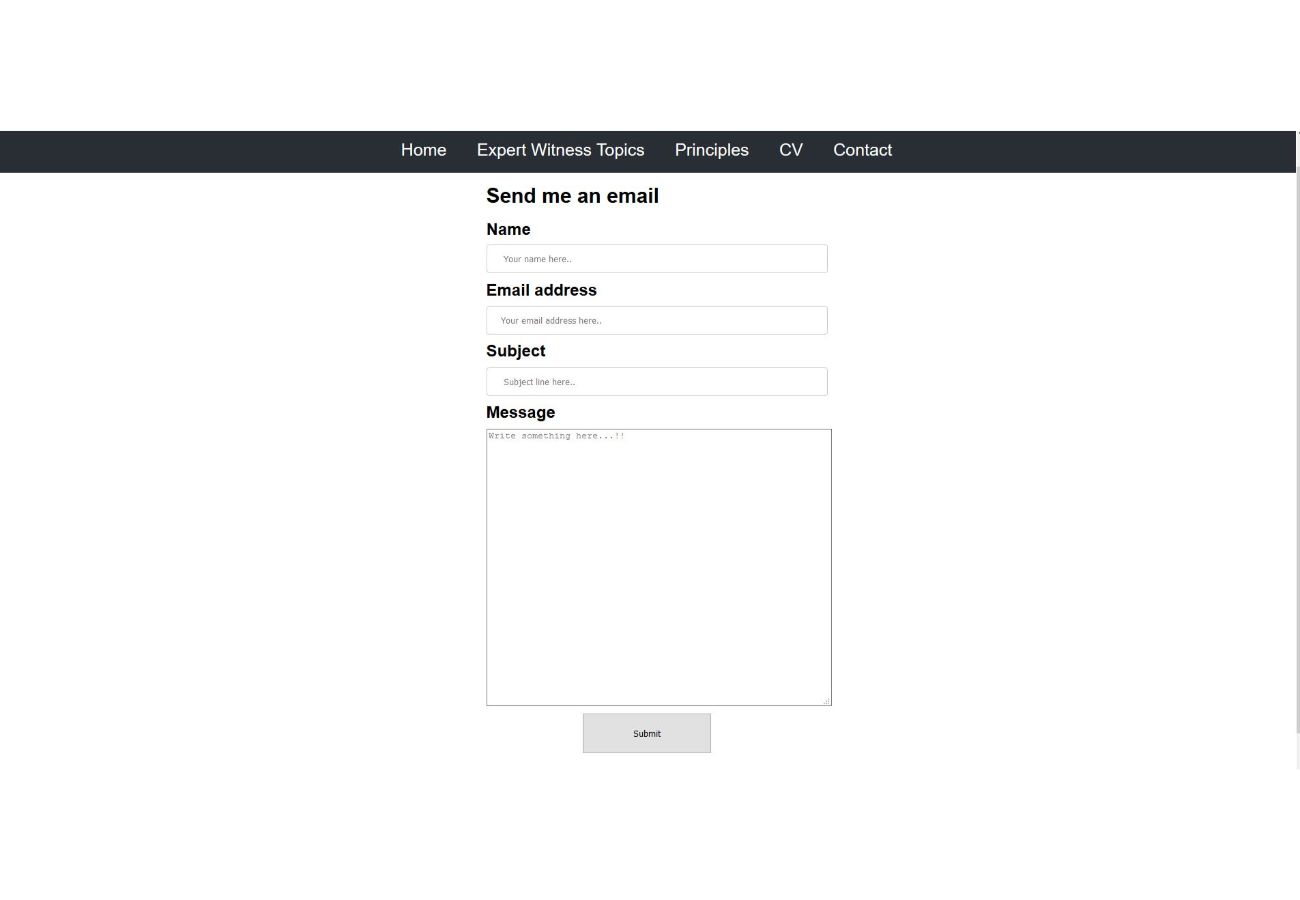 Home Expert Witness Topics Principles CV Contact
Send me an email
Name
Your name here..
Email address
Your email address here..
Subject
Subject line here..
Message
Write something here...!!
Submit